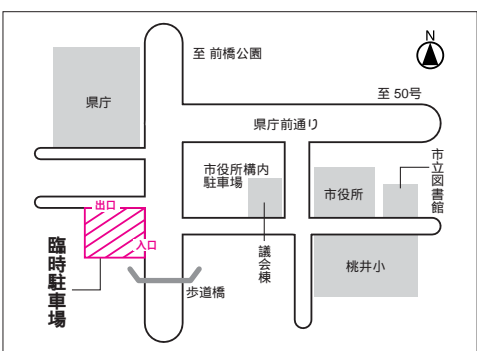 N
至 前橋公園
至 50号
県庁
県庁前通り
市役所構内
駐車場
市役所
市立図書館
出口
入口
臨時駐車場
議会棟
桃井小
歩道橋